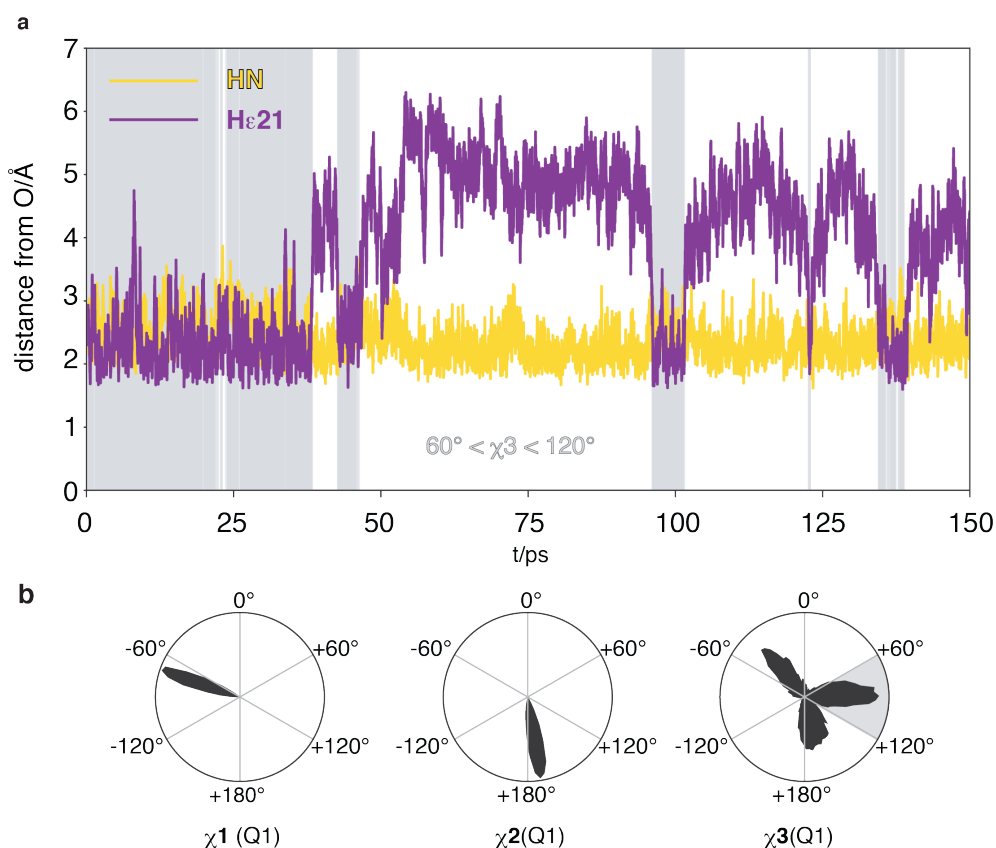 a
7
6
5
4
3
2
1
0
distance from O/Å
HN
Hε21
60° < χ3 < 120°
0 25 50 75 100 125 150
t/ps
b
0° 0° 0°
-60° +60° -60° +60° -60° +60°
-120° +120° -120° +120° -120° +120°
+180° +180° +180°
χ1 (Q1) χ2(Q1) χ3(Q1)